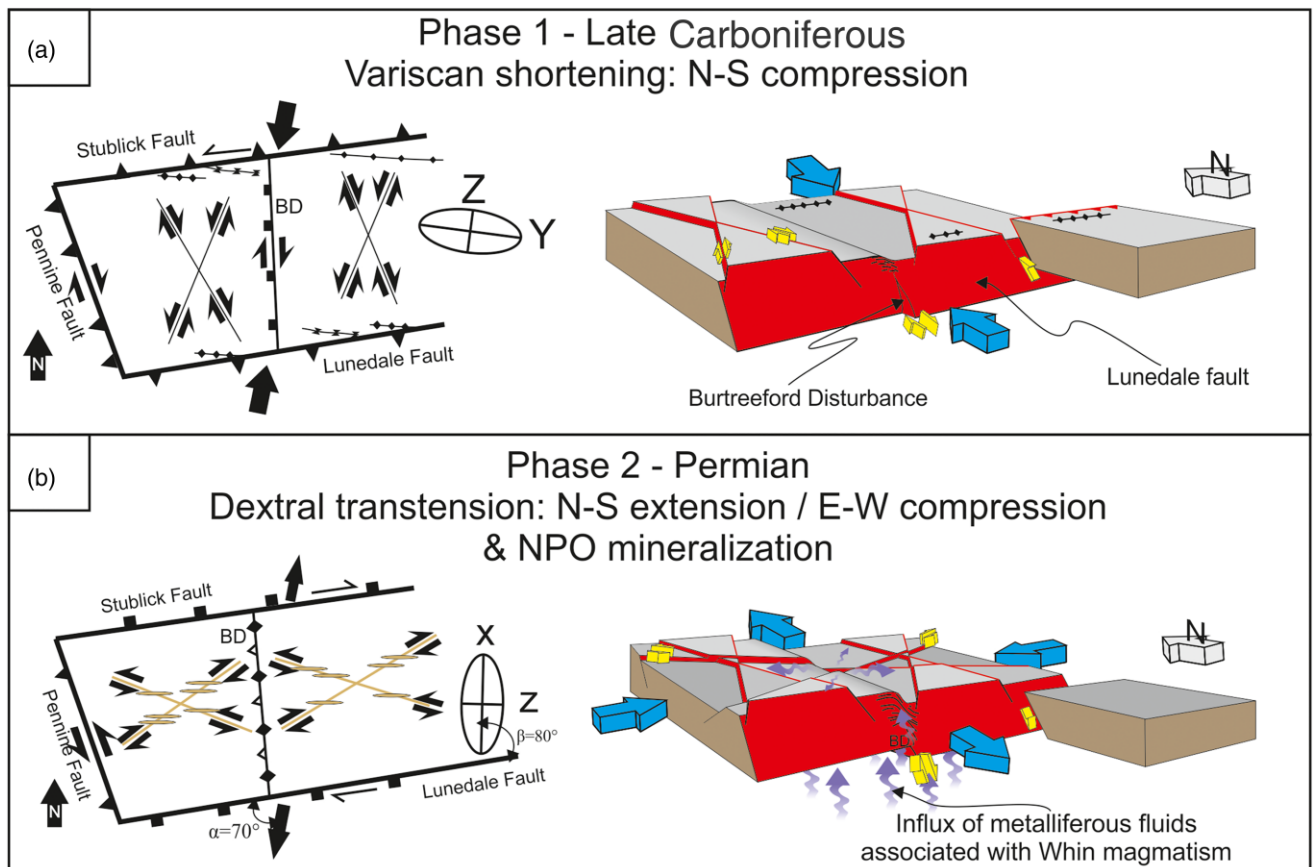 (a)
Phase 1 - Late Carboniferous
Variscan shortening: N-S compression
Stublick Fault
BD
Z
Y
Pennine Fault
N
Lunedale Fault
N
Burtreeford Disturbance
Lunedale fault
(b)
Phase 2 - Permian
Dextral transtension: N-S extension / E-W compression
& NPO mineralization
Stublick Fault
BD
X
Z
β=80°
Pennine Fault
N
Lunedale Fault
α=70°
N
BD
Influx of metalliferous fluids
associated with Whin magmatism